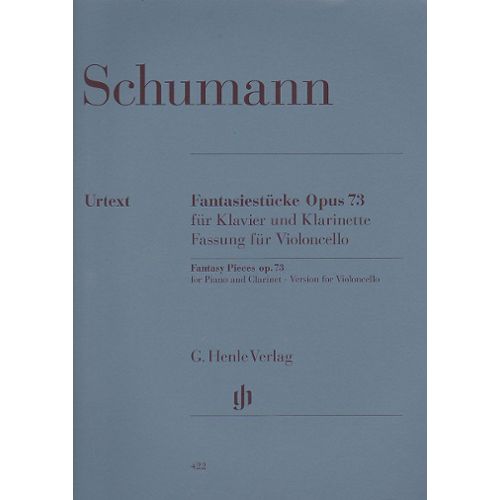 Schumann
Urtext
Fantasiestücke Opus 73
für Klavier und Klarinette
Fassung für Violoncello
Fantasy Pieces op. 73
for Piano and Clarinet - Version for Violoncello
G. Henle Verlag
422